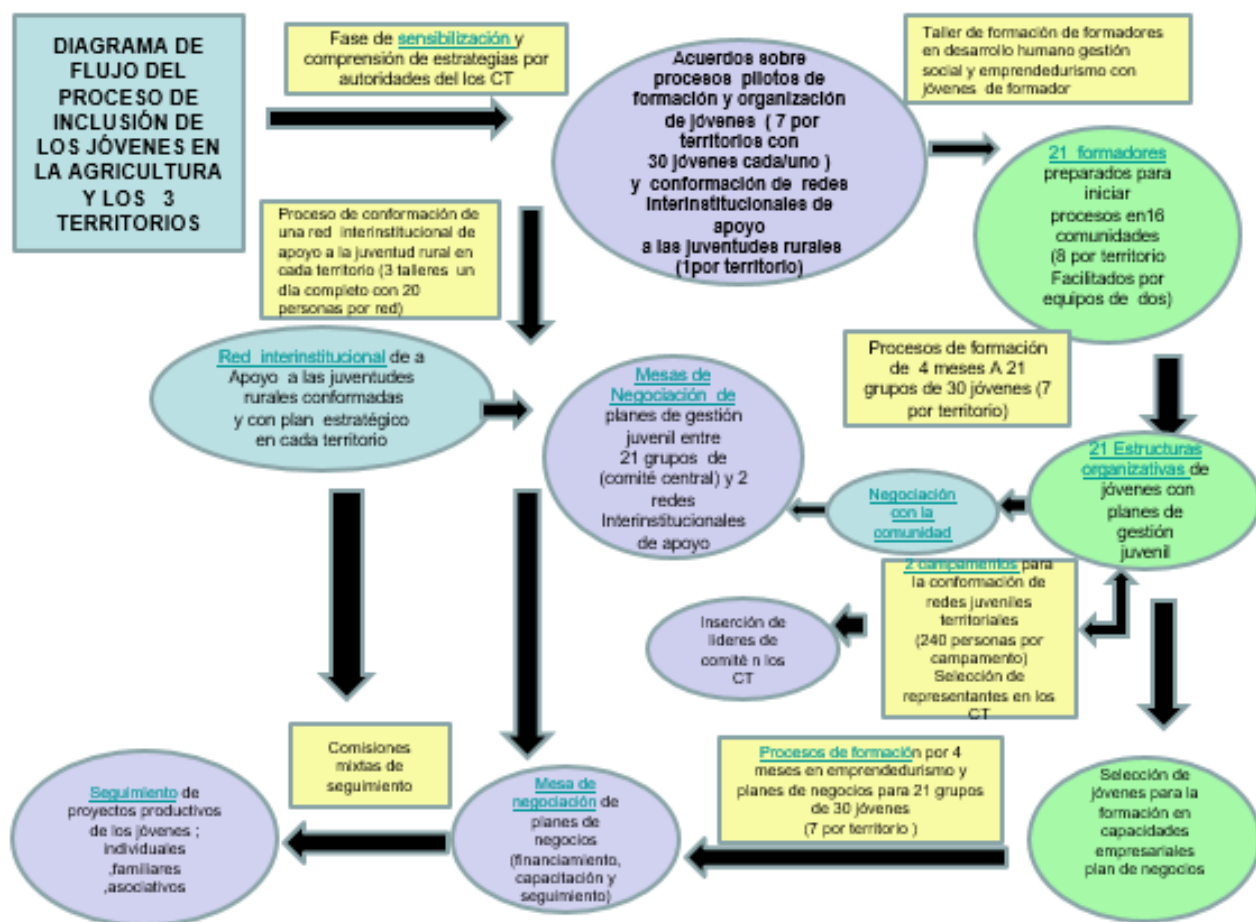 DIAGRAMA DE
FLUJO DEL
PROCESO DE
INCLUSIÓN DE
LOS JÓVENES EN
LA AGRICULTURA
Y LOS 3
TERRITORIOS
Fase de sensibilización y
comprensión de estrategias por
autoridades del los CT
Acuerdos sobre
procesos pilotos de
formación y organización
de jóvenes ( 7 por
territorios con
30 jóvenes cada/uno )
y conformación de redes
interinstitucionales de
apoyo
a las juventudes rurales
(1por territorio)
Taller de formación de formadores
en desarrollo humano gestión
social y emprendedurismo con
jóvenes de formador
21 formadores
preparados para
iniciar
procesos en16
comunidades
(8 por territorio
Facilitados por
equipos de dos)
Proceso de conformación de
una red interinstitucional de
apoyo a la juventud rural en
cada territorio (3 talleres un
día completo con 20
personas por red)
Red interinstitucional de a
Apoyo a las juventudes
rurales conformadas
y con plan estratégico
en cada territorio
Mesas de
Negociación de
planes de gestión
juvenil entre
21 grupos de
(comité central) y 2
redes
Interinstitucionales
de apoyo
Procesos de formación
de 4 meses A 21
grupos de 30 jóvenes (7
por territorio)
21 Estructuras
organizativas de
jóvenes con
planes de
gestión
juvenil
Negociación
con la
comunidad
2 campamentos para
la conformación de
redes juveniles
territoriales
(240 personas por
campamento)
Selección de
representantes en los
CT
Inserción de
lideres de
comité n los
CT
Comisiones
mixtas de
seguimiento
Procesos de formación por 4
meses en emprendedurismo y
planes de negocios para 21 grupos
de 30 jóvenes
(7 por territorio )
Seguimiento de
proyectos productivos
de los jóvenes ;
individuales
,familiares
,asociativos
Mesa de
negociación de
planes de
negocios
(financiamiento,
capacitación y
seguimiento)
Selección de
jóvenes para la
formación en
capacidades
empresariales
plan de negocios